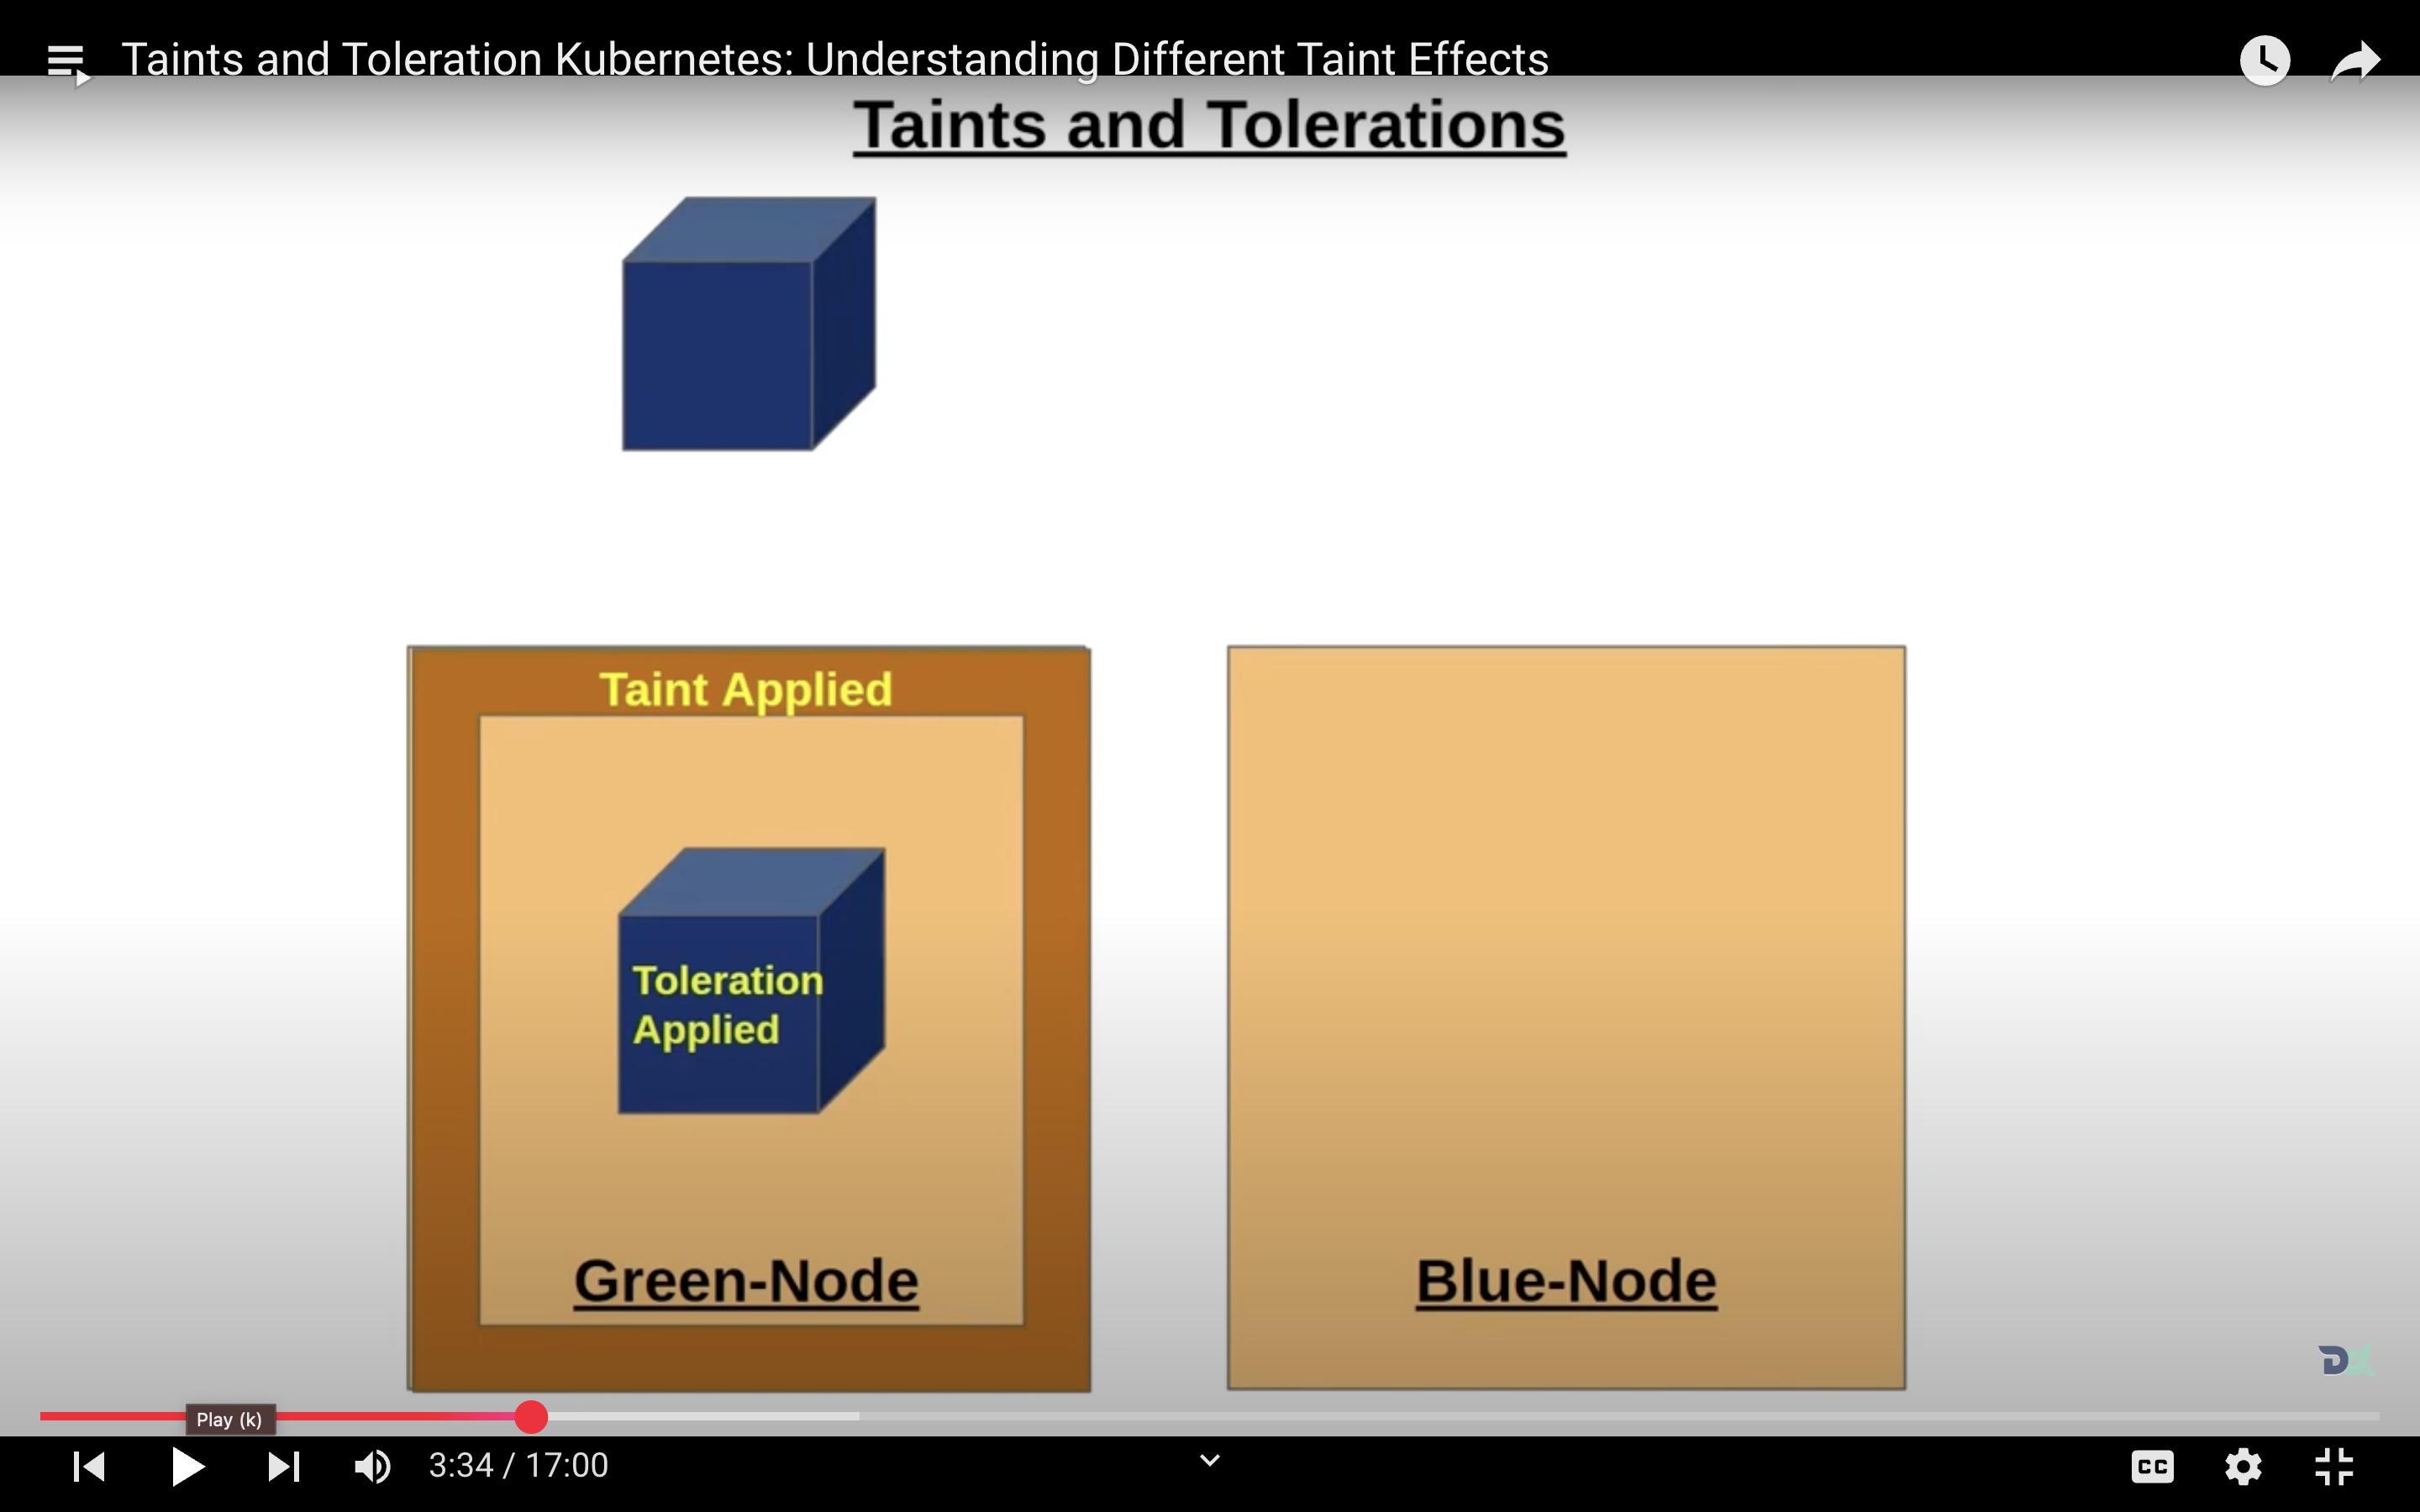 Taints and Toleration Kubernetes: Understanding Different Taint Effects
Taints and Tolerations
Taint Applied
Toleration
Applied
Green-Node
Blue-Node
DX
Play (k)
3:34 / 17:00
CC